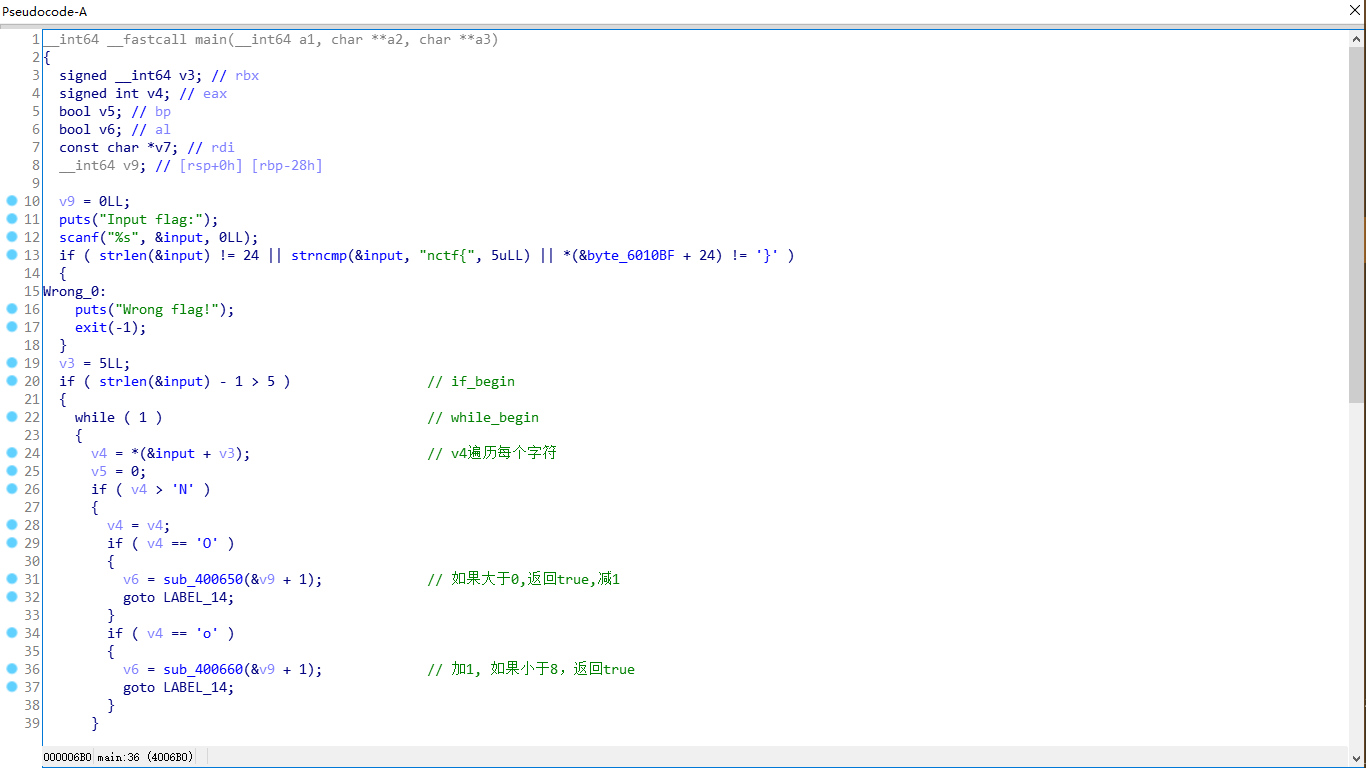 Pseudocode-A
1 __int64 __fastcall main(__int64 a1, char **a2, char **a3)
2 {
3 signed __int64 v3; // rbx
4 signed int v4; // eax
5 bool v5; // bp
6 bool v6; // al
7 const char *v7; // rdi
8 __int64 v9; // [rsp+0h] [rbp-28h]
9
10 v9 = 0LL;
11 puts("Input flag:");
12 scanf("%s", &input, 0LL);
13 if ( strlen(&input) != 24 || strncmp(&input, "nctf{", 5uLL) || *(&byte_6010BF + 24) != '}' )
14 {
15 Wrong_0:
16 puts("Wrong flag!");
17 exit(-1);
18 }
19 v3 = 5LL;
20 if ( strlen(&input) - 1 > 5 ) // if_begin
21 {
22 while ( 1 ) // while_begin
23 {
24 v4 = *(&input + v3); // v4遍历每个字符
25 v5 = 0;
26 if ( v4 > 'N' )
27 {
28 v4 = v4;
29 if ( v4 == 'O' )
30 {
31 v6 = sub_400650(&v9 + 1); // 如果大于0,返回true,减1
32 goto LABEL_14;
33 }
34 if ( v4 == 'o' )
35 {
36 v6 = sub_400660(&v9 + 1); // 加1, 如果小于8，返回true
37 goto LABEL_14;
38 }
39 }
000006B0 main:36 (4006B0)